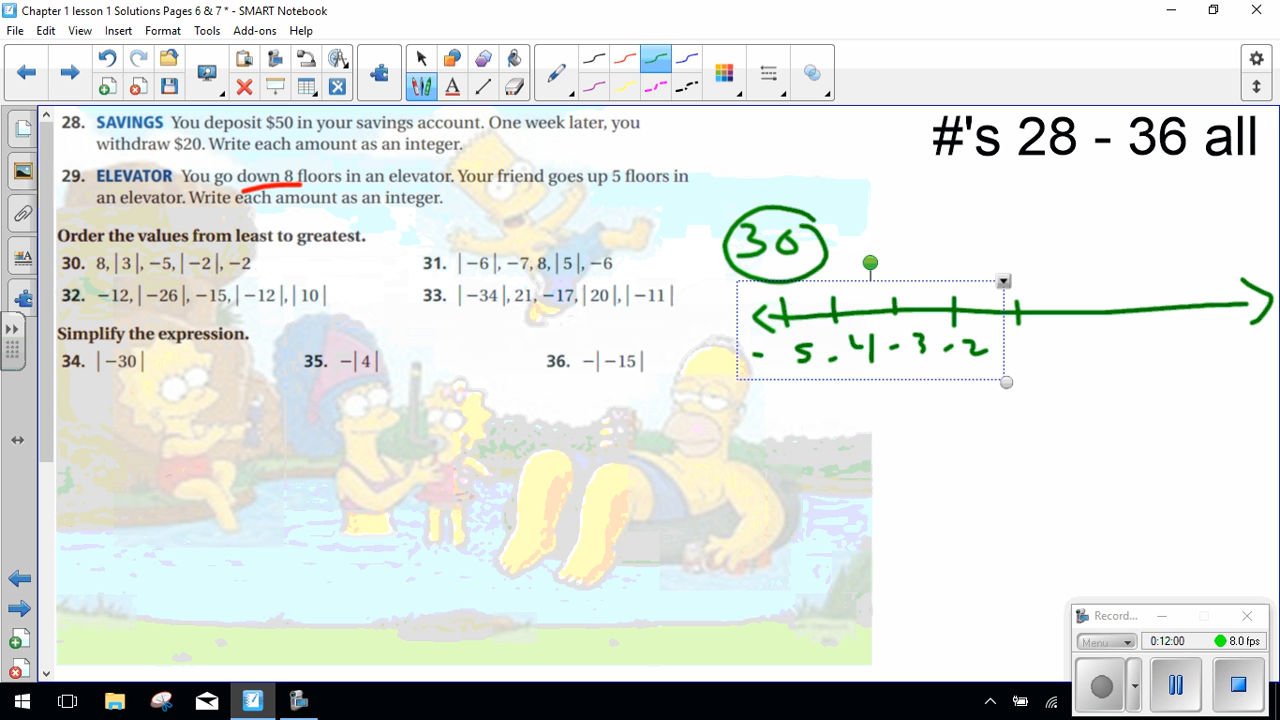 Chapter 1 lesson 1 Solutions Pages 6 & 7 * - SMART Notebook
File Edit View Insert Format Tools Add-ons Help
28. SAVINGS You deposit $50 in your savings account. One week later, you
withdraw $20. Write each amount as an integer.
#'s 28 - 36 all
29. ELEVATOR You go down 8 floors in an elevator. Your friend goes up 5 floors in
an elevator. Write each amount as an integer.
Order the values from least to greatest.
30. 8, |3|, −5, |−2|, −2
31. |−6|, −7, 8, |5|, −6
32. −12, |−26|, −15, |−12|, |10|
33. |−34|, 21, −17, |20|, |−11|
Simplify the expression.
34. |−30|
35. −|4|
36. −|−15|
30
-5 -4 -3 -2
Record...
Menu
0:12:00
8.0 fps